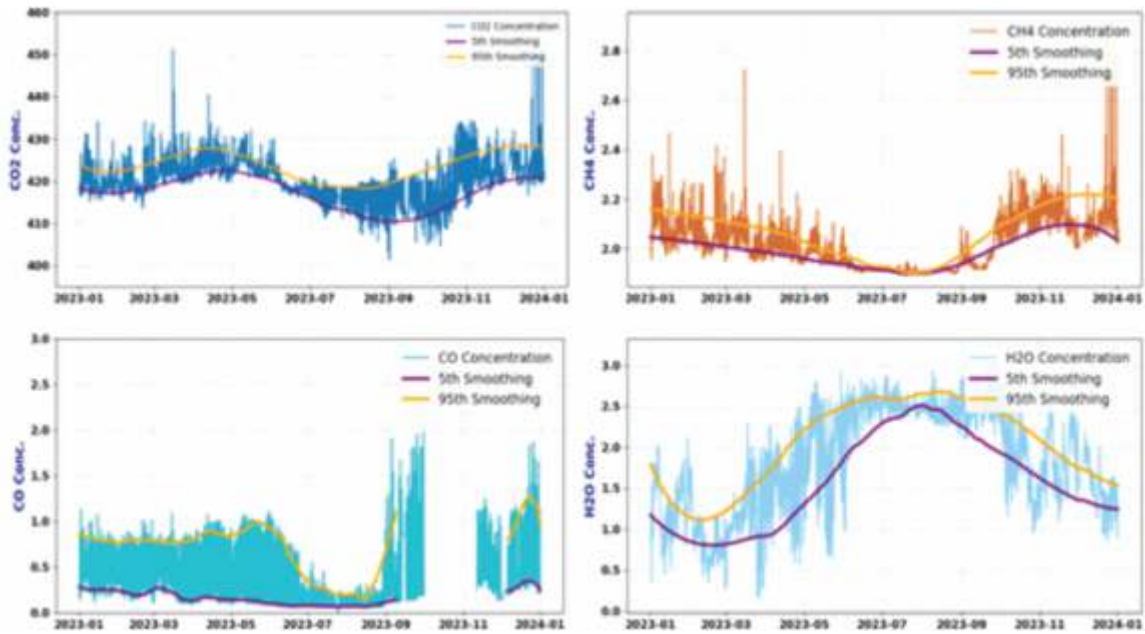 460
450
440
430
420
410
400
CO2 Conc.
CO2 Concentration
5th Smoothing
95th Smoothing
2023-01 2023-03 2023-05 2023-07 2023-09 2023-11 2024-01
2.8
2.6
2.4
2.2
2.0
CH4 Conc.
CH4 Concentration
5th Smoothing
95th Smoothing
2023-01 2023-03 2023-05 2023-07 2023-09 2023-11 2024-01
3.0
2.5
2.0
1.5
1.0
0.5
0.0
CO Conc.
CO Concentration
5th Smoothing
95th Smoothing
2023-01 2023-03 2023-05 2023-07 2023-09 2023-11 2024-01
3.0
2.5
2.0
1.5
1.0
0.5
0.0
H2O Conc.
H2O Concentration
5th Smoothing
95th Smoothing
2023-01 2023-03 2023-05 2023-07 2023-09 2023-11 2024-01